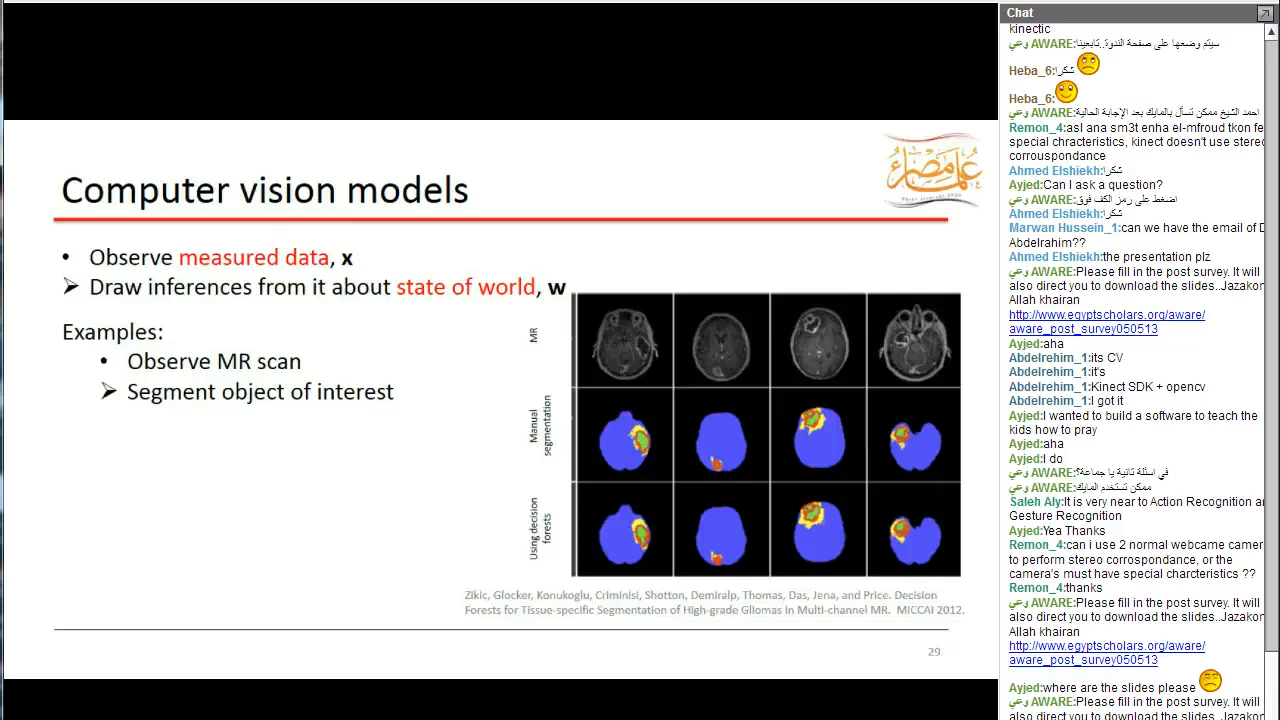 Computer vision models
علماء مصر
• Observe measured data, x
➢ Draw inferences from it about state of world, w
Examples:
• Observe MR scan
➢ Segment object of interest
MR
Manual
segmentation
Using decision
forests
Zikic, Glocker, Konukoglu, Criminisi, Shotton, Demiralp, Thomas, Das, Jena, and Price. Decision
Forests for Tissue-specific Segmentation of High-grade Gliomas in Multi-channel MR. MICCAI 2012.
29
Chat
kinectic
وعي AWARE:سيتم وضعها على صفحة الندوة..تابعينا
Heba_6:شكرا
Heba_6:
وعي AWARE:احمد الشيخ ممكن تسأل بالمايك بعد الإجابة الحالية
Remon_4:asl ana sm3t enha el-mfroud tkon fe
special chracteristics, kinect doesn't use stereo
corrouspondance
Ahmed Elshiekh:شكرا
Ayjed:Can I ask a question?
وعي AWARE:اضغط على رمز الكف فوق
Ahmed Elshiekh:شكرا
Marwan Hussein_1:can we have the email of D
Abdelrahim??
Ahmed Elshiekh:the presentation plz
وعي AWARE:Please fill in the post survey. It will
also direct you to download the slides..Jazakom
Allah khairan
http://www.egyptscholars.org/aware/
aware_post_survey050513
Ayjed:aha
Abdelrehim_1:its CV
Abdelrehim_1:it's
Abdelrehim_1:Kinect SDK + opencv
Abdelrehim_1:I got it
Ayjed:I wanted to build a software to teach the
kids how to pray
Ayjed:aha
Ayjed:I do
وعي AWARE:في اسئلة تانية يا جماعة؟
وعي AWARE:ممكن تستخدم المايك
Saleh Aly:It is very near to Action Recognition an
Gesture Recognition
Ayjed:Yea Thanks
Remon_4:can i use 2 normal webcame camer
to perform stereo corrospondance, or the
camera's must have special charcteristics ??
Remon_4:thanks
وعي AWARE:Please fill in the post survey. It will
also direct you to download the slides..Jazakom
Allah khairan
http://www.egyptscholars.org/aware/
aware_post_survey050513
Ayjed:where are the slides please
وعي AWARE:Please fill in the post survey. It will
also direct you to download the slides..Jazakom